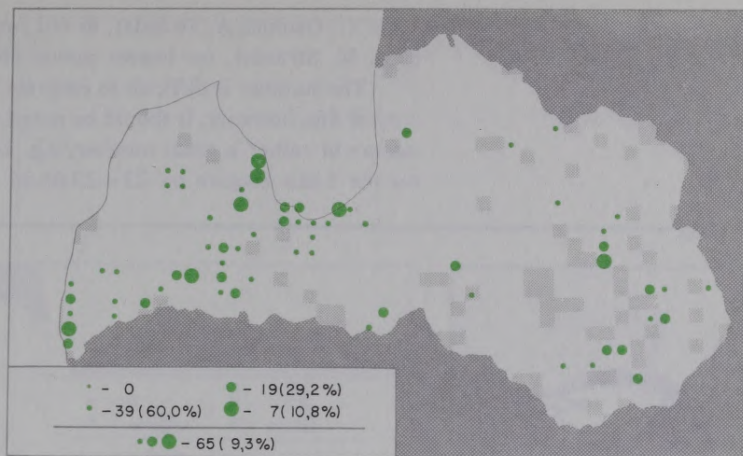 - 0
- 19 (29,2%)
- 39 (60,0%)
- 7 (10,8%)
- 65 ( 9,3%)